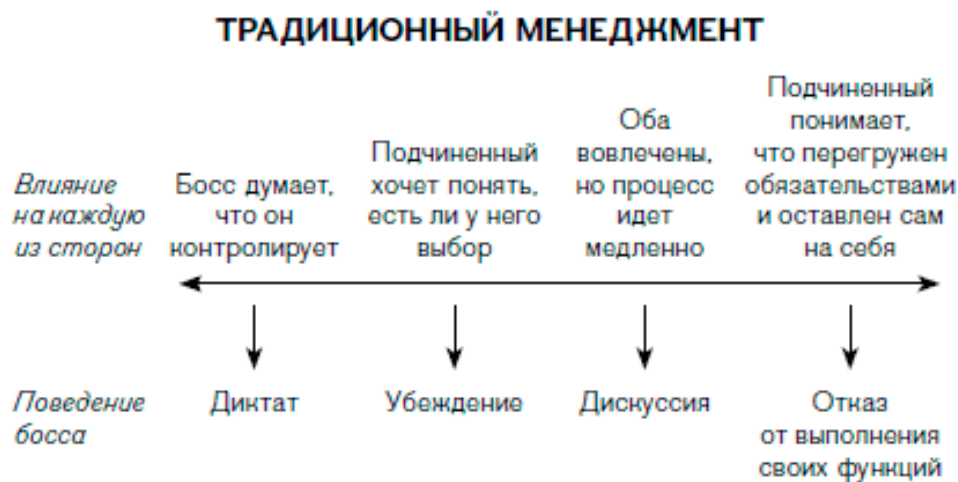 ТРАДИЦИОННЫЙ МЕНЕДЖМЕНТ
Влияние
на каждую
из сторон
Босс думает,
что он
контролирует
Подчиненный
хочет понять,
есть ли у него
выбор
Оба
вовлечены,
но процесс
идет
медленно
Подчиненный
понимает,
что перегружен
обязательствами
и оставлен сам
на себя
Поведение
босса
Диктат
Убеждение
Дискуссия
Отказ
от выполнения
своих функций